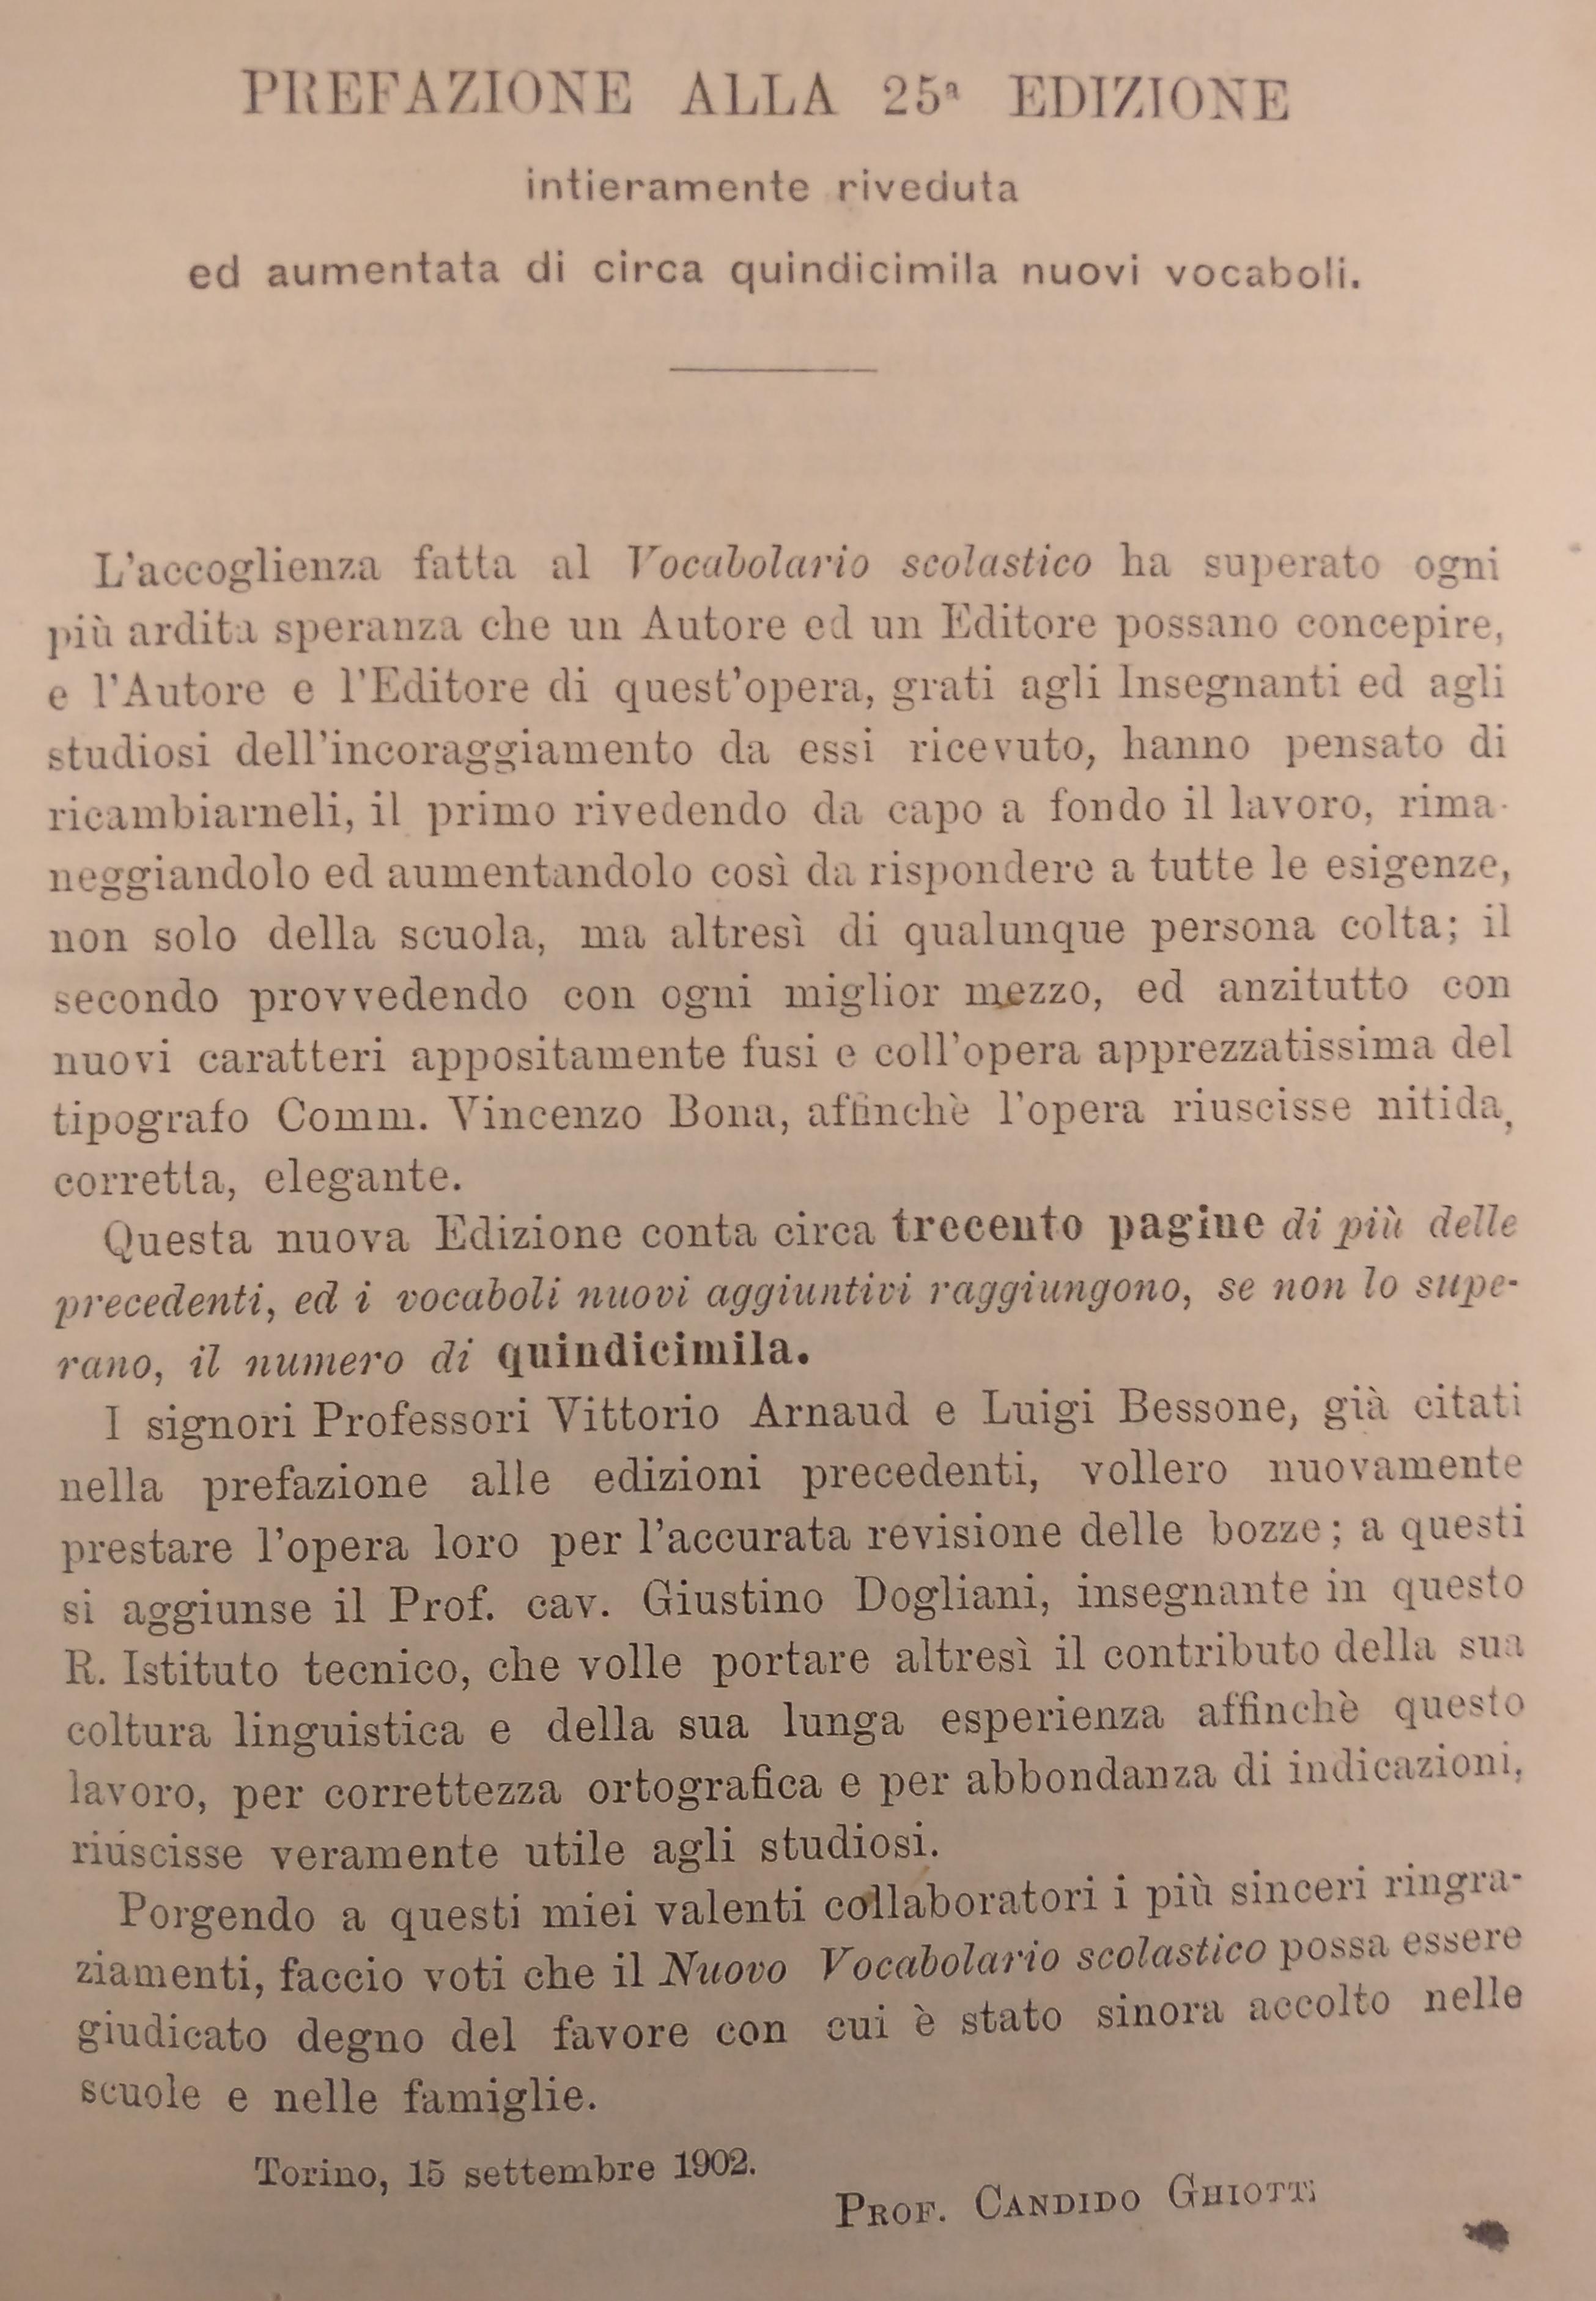 PREFAZIONE ALLA 25ª EDIZIONE
intieramente riveduta
ed aumentata di circa quindicimila nuovi vocaboli.
L'accoglienza fatta al Vocabolario scolastico ha superato ogni
più ardita speranza che un Autore ed un Editore possano concepire,
e l'Autore e l'Editore di quest'opera, grati agli Insegnanti ed agli
studiosi dell'incoraggiamento da essi ricevuto, hanno pensato di
ricambiarneli, il primo rivedendo da capo a fondo il lavoro, rima-
neggiandolo ed aumentandolo così da rispondere a tutte le esigenze,
non solo della scuola, ma altresì di qualunque persona colta; il
secondo provvedendo con ogni miglior mezzo, ed anzitutto con
nuovi caratteri appositamente fusi e coll'opera apprezzatissima del
tipografo Comm. Vincenzo Bona, affinchè l'opera riuscisse nitida,
corretta, elegante.
Questa nuova Edizione conta circa trecento pagine di più delle
precedenti, ed i vocaboli nuovi aggiuntivi raggiungono, se non lo supe-
rano, il numero di quindicimila.
I signori Professori Vittorio Arnaud e Luigi Bessone, già citati
nella prefazione alle edizioni precedenti, vollero nuovamente
prestare l'opera loro per l'accurata revisione delle bozze; a questi
si aggiunse il Prof. cav. Giustino Dogliani, insegnante in questo
R. Istituto tecnico, che volle portare altresì il contributo della sua
coltura linguistica e della sua lunga esperienza affinchè questo
lavoro, per correttezza ortografica e per abbondanza di indicazioni,
riuscisse veramente utile agli studiosi.
Porgendo a questi miei valenti collaboratori i più sinceri ringra-
ziamenti, faccio voti che il Nuovo Vocabolario scolastico possa essere
giudicato degno del favore con cui è stato sinora accolto nelle
scuole e nelle famiglie.
Torino, 15 settembre 1902.
PROF. CANDIDO GHIOTTI